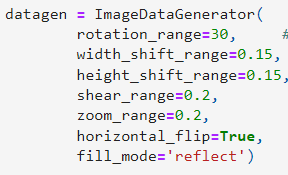 datagen = ImageDataGenerator(
        rotation_range=30,      #
        width_shift_range=0.15,
        height_shift_range=0.15,
        shear_range=0.2,
        zoom_range=0.2,
        horizontal_flip=True,
        fill_mode='reflect')